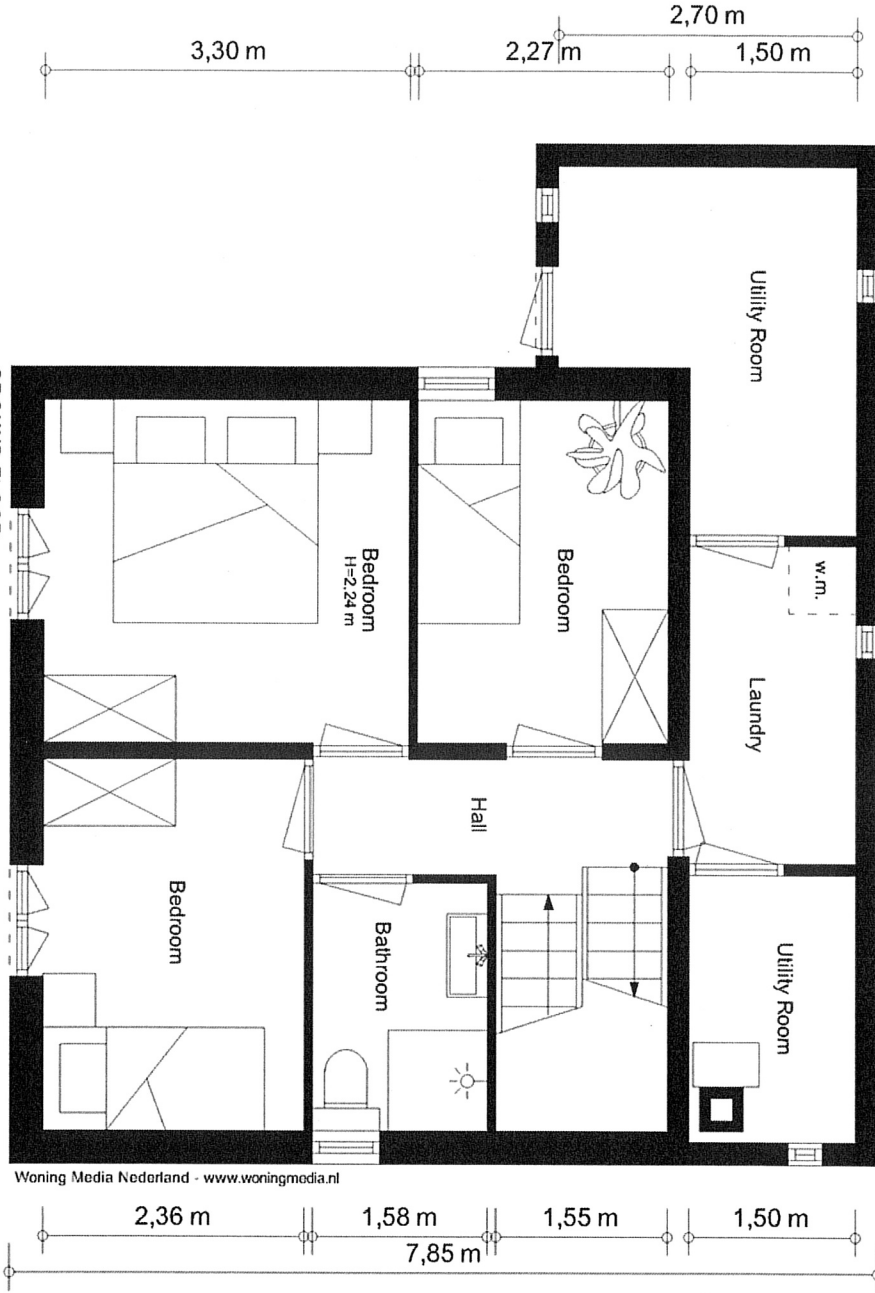 2,70 m
3,30 m
2,27 m
1,50 m
Utility Room
Bedroom
H=2.24 m
Bedroom
w.m.
Laundry
Hall
Bedroom
Bathroom
Utility Room
Woning Media Nederland - www.woningmedia.nl
2,36 m
1,58 m
1,55 m
1,50 m
7,85 m